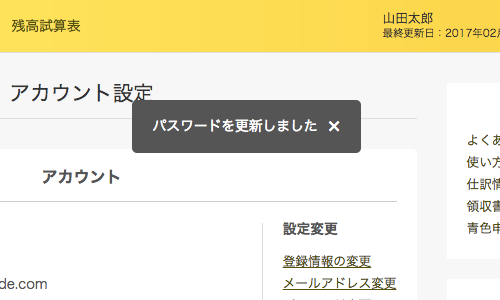 残高試算表
山田太郎
最終更新日：2017年02
アカウント設定
パスワードを更新しました ×
アカウント
設定変更
登録情報の変更
メールアドレス変更
de.com
よくあ
使い方
仕訳情
領収書
青色申